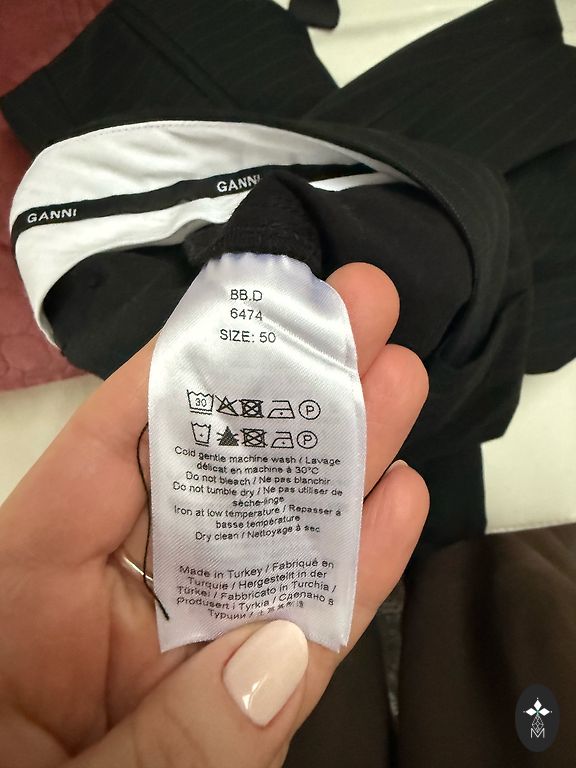 GANNI
GANNI
BB.D
6474
SIZE: 50
30 P
P
Cold gentle machine wash / Lavage
délicat en machine à 30°C
Do not bleach / Ne pas blanchir
Do not tumble dry / Ne pas utiliser de
sèche-linge
Iron at low temperature / Repasser à
basse température
Dry clean / Nettoyage à sec
Made in Turkey / Fabriqué en
Turquie / Hergestellt in der
Türkei / Fabbricato in Turchia /
Produsert i Tyrkia / Сделано в
Турции /
M